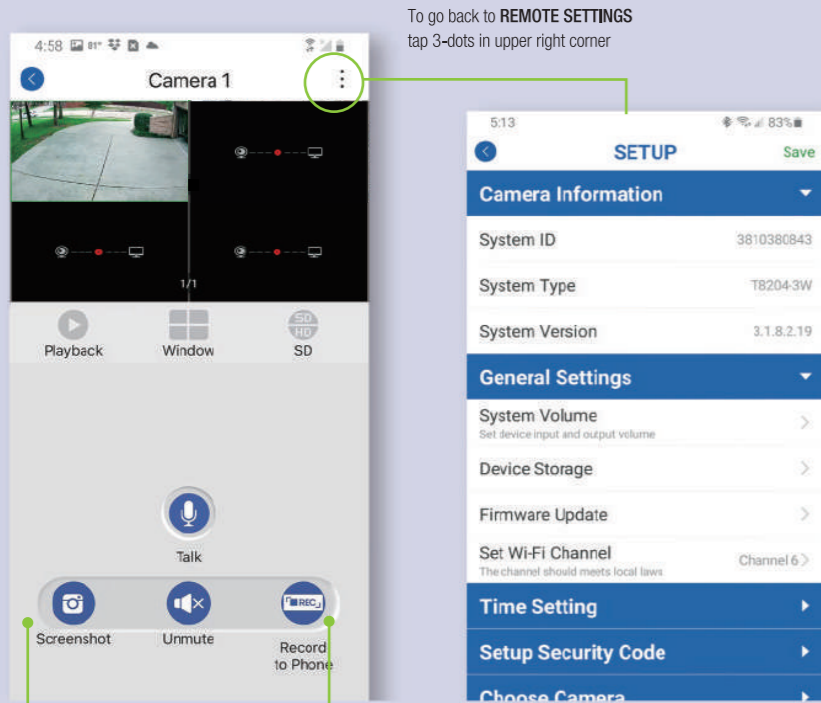 To go back to REMOTE SETTINGS
tap 3-dots in upper right corner
4:58 81°
Camera 1
1/1
SD
HD
Playback Window SD
Talk
REC
Screenshot Unmute Record
to Phone
5:13 83%
SETUP Save
Camera Information
System ID 3810380843
System Type T8204-3W
System Version 3.1.8.2.19
General Settings
System Volume
Set device input and output volume
Device Storage
Firmware Update
Set Wi-Fi Channel Channel 6
The channel should meets local laws
Time Setting
Setup Security Code
Choose Camera